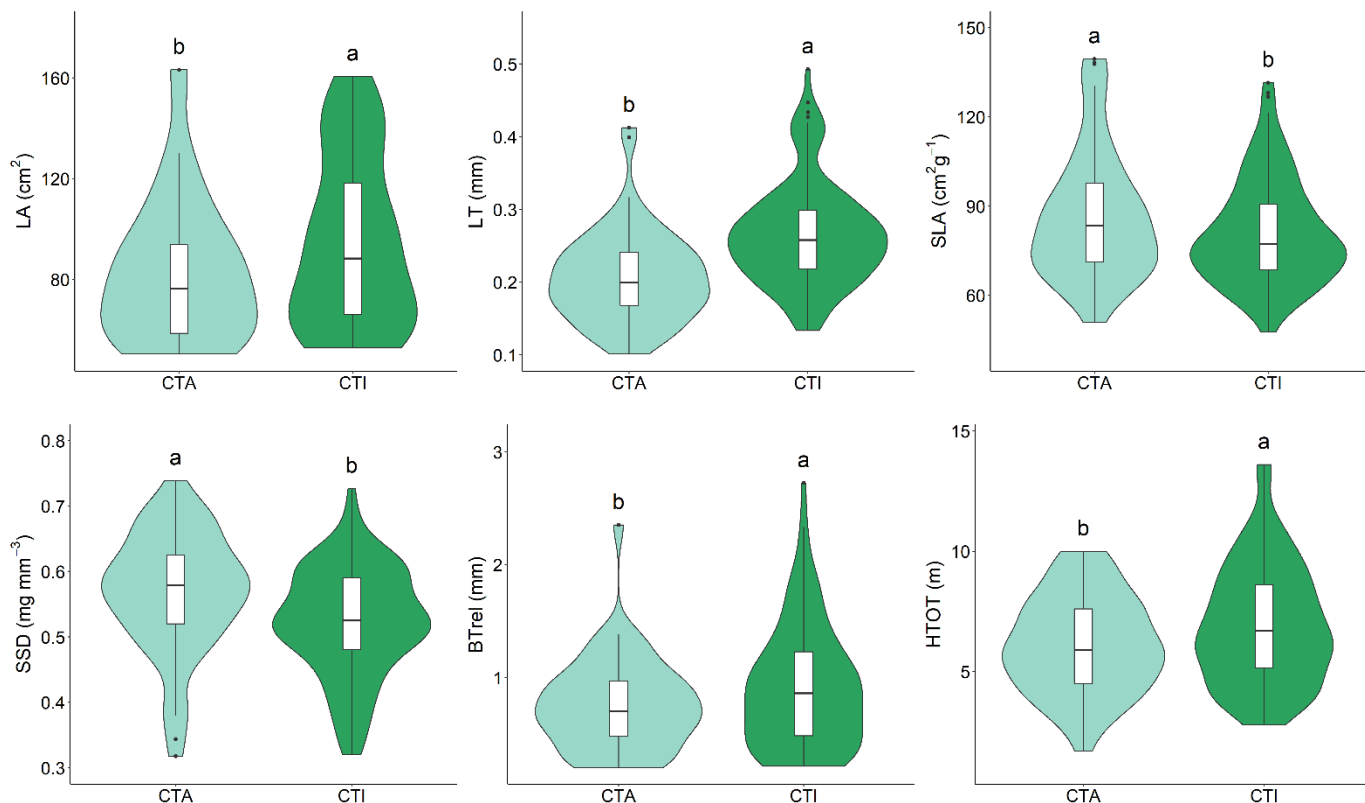 LA (cm²)
160
120
80
b
a
CTA
CTI
LT (mm)
0.5
0.4
0.3
0.2
0.1
b
a
CTA
CTI
SLA (cm²g⁻¹)
150
120
90
60
a
b
CTA
CTI
SSD (mg mm⁻³)
0.8
0.7
0.6
0.5
0.4
0.3
a
b
CTA
CTI
BTrel (mm)
3
2
1
b
a
CTA
CTI
HTOT (m)
15
10
5
b
a
CTA
CTI